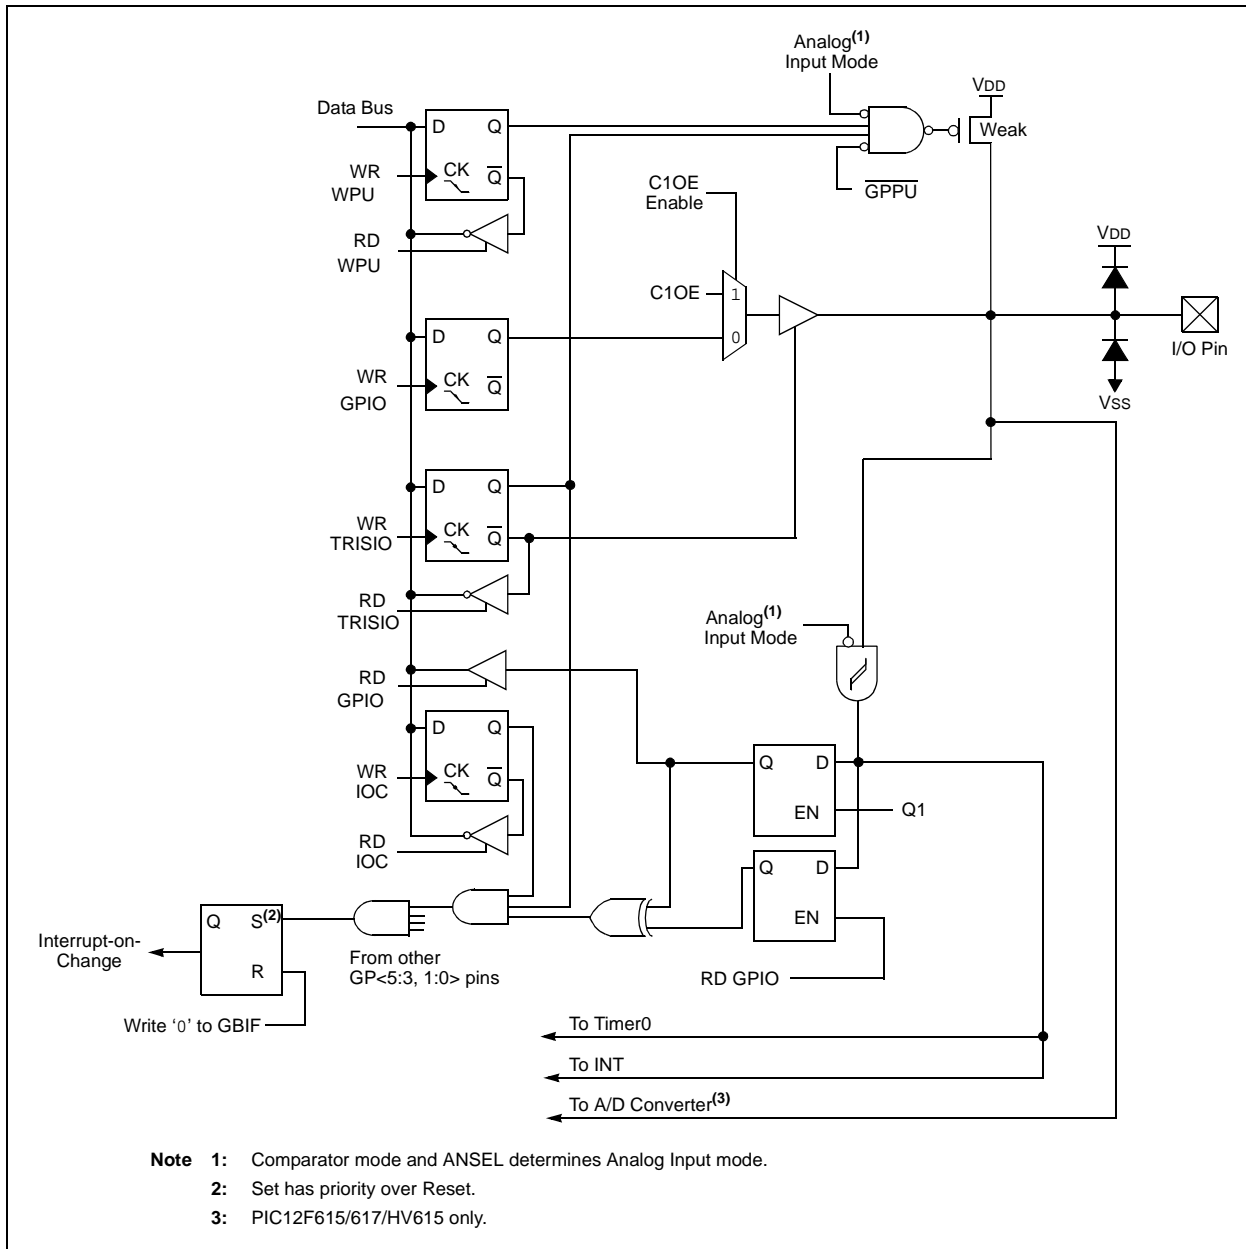 Analog(1)
Input Mode
VDD
Data Bus
D Q
Weak
WR
WPU
CK Q
C1OE
Enable
GPPU
RD
WPU
VDD
C1OE
1
D Q
0
I/O Pin
WR
GPIO
CK Q
VSS
D Q
WR
TRISIO
CK Q
RD
TRISIO
Analog(1)
Input Mode
RD
GPIO
D Q
Q D
WR
IOC
CK Q
EN
Q1
RD
IOC
Q D
Q S(2)
EN
Interrupt-on-
Change
From other
GP<5:3, 1:0> pins
R
RD GPIO
Write ‘0’ to GBIF
To Timer0
To INT
To A/D Converter(3)
Note 1: Comparator mode and ANSEL determines Analog Input mode.
2: Set has priority over Reset.
3: PIC12F615/617/HV615 only.